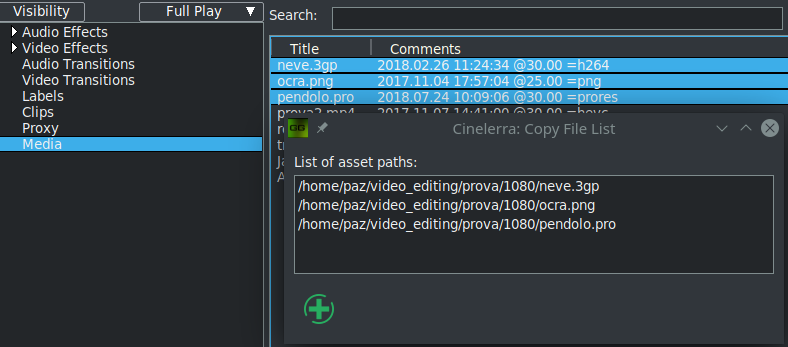 Visibility
Full Play
Search:
Audio Effects
Video Effects
Audio Transitions
Video Transitions
Labels
Clips
Proxy
Media
Title Comments
neve.3gp 2018.02.26 11:24:34 @30.00 =h264
ocra.png 2017.11.04 17:57:04 @25.00 =png
pendolo.pro 2018.07.24 10:09:06 @30.00 =prores
prova2.mp4 2017.11.07 14:41:00 @30.00 =hevc
GG
Cinelerra: Copy File List
List of asset paths:
/home/paz/video_editing/prova/1080/neve.3gp
/home/paz/video_editing/prova/1080/ocra.png
/home/paz/video_editing/prova/1080/pendolo.pro